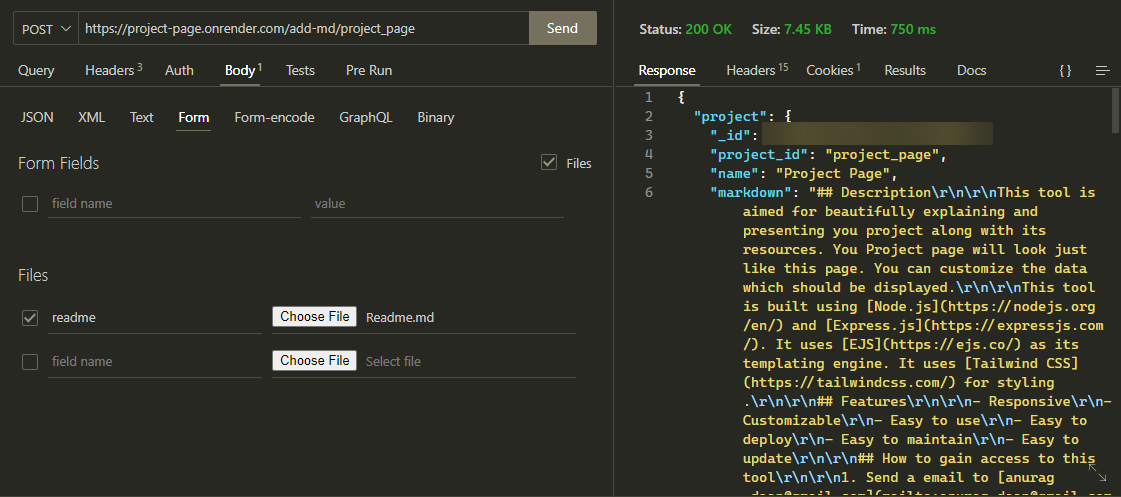 POST https://project-page.onrender.com/add-md/project_page Send
Query Headers 3 Auth Body 1 Tests Pre Run
JSON XML Text Form Form-encode GraphQL Binary
Form Fields Files
field name value
Files
readme Choose File Readme.md
field name Choose File Select file
Status: 200 OK Size: 7.45 KB Time: 750 ms
Response Headers 15 Cookies 1 Results Docs {}
1 {
2 "project": {
3 "_id":
4 "project_id": "project_page",
5 "name": "Project Page",
6 "markdown": "## Description\r\n\r\nThis tool is
aimed for beautifully explaining and
presenting you project along with its
resources. You Project page will look just
like this page. You can customize the data
which should be displayed.\r\n\r\nThis tool
is built using [Node.js](https://nodejs.org
/en/) and [Express.js](https://expressjs.com
/). It uses [EJS](https://ejs.co/) as its
templating engine. It uses [Tailwind CSS]
(https://tailwindcss.com/) for styling
.\r\n\r\n## Features\r\n\r\n- Responsive\r\n-
Customizable\r\n- Easy to use\r\n- Easy to
deploy\r\n- Easy to maintain\r\n- Easy to
update\r\n\r\n## How to gain access to this
tool\r\n\r\n1. Send a email to [anurag